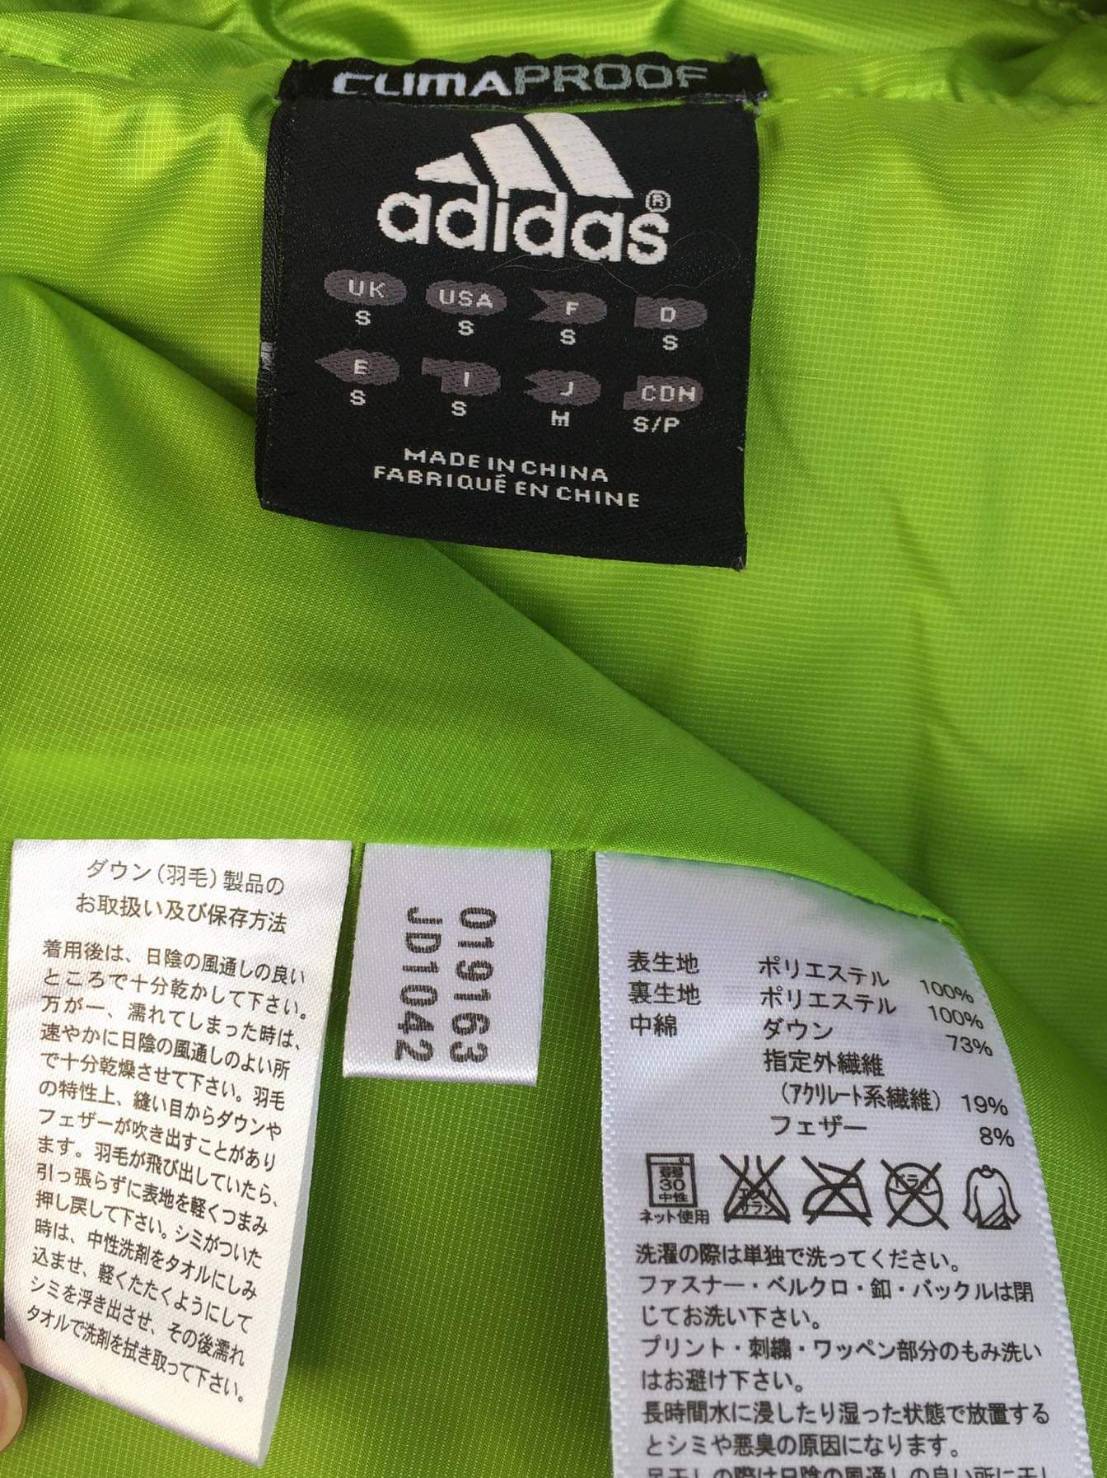 CLIMAPROOF
adidas®
UK USA F D
S S S S
E I J CDN
S S M S/P
MADE IN CHINA
FABRIQUÉ EN CHINE
ダウン(羽毛)製品の
お取扱い及び保存方法
着用後は、日陰の風通しの良い
ところで十分乾かして下さい。
万が一、濡れてしまった時は、
速やかに日陰の風通しのよい所
で十分乾燥させて下さい。羽毛
の特性上、縫い目からダウンや
フェザーが吹き出すことがあり
ます。羽毛が飛び出していたら、
引っ張らずに表地を軽くつまみ
押し戻して下さい。シミがついた
時は、中性洗剤をタオルにしみ
込ませ、軽くたたくようにして
シミを浮き出させ、その後濡れ
タオルで洗剤を拭き取って下さい。
019163
JD1042
表生地 ポリエステル 100%
裏生地 ポリエステル 100%
中綿 ダウン 73%
指定外繊維
(アクリレート系繊維) 19%
フェザー 8%
弱
30
中性
ネット使用
エンソ
サラシ
ドライ
洗濯の際は単独で洗ってください。
ファスナー・ベルクロ・釦・バックルは閉
じてお洗い下さい。
プリント・刺繍・ワッペン部分のもみ洗い
はお避け下さい。
長時間水に浸したり湿った状態で放置する
とシミや悪臭の原因になります。